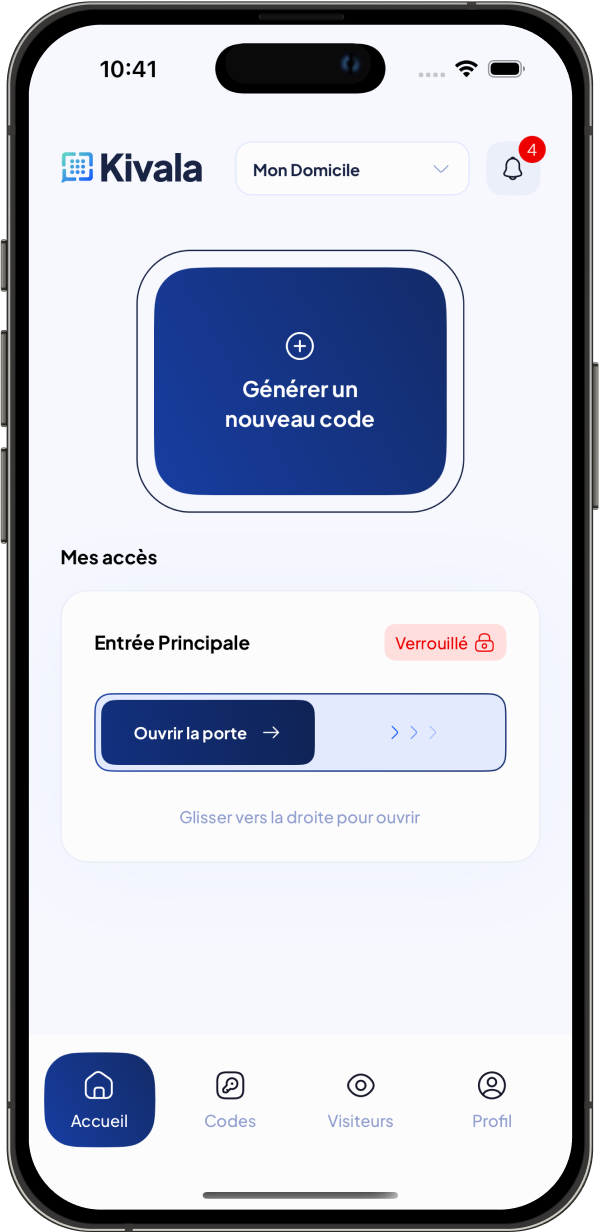 10:41
Kivala
Mon Domicile
4
Générer un
nouveau code
Mes accès
Entrée Principale
Verrouillé
Ouvrir la porte
Glisser vers la droite pour ouvrir
Accueil
Codes
Visiteurs
Profil